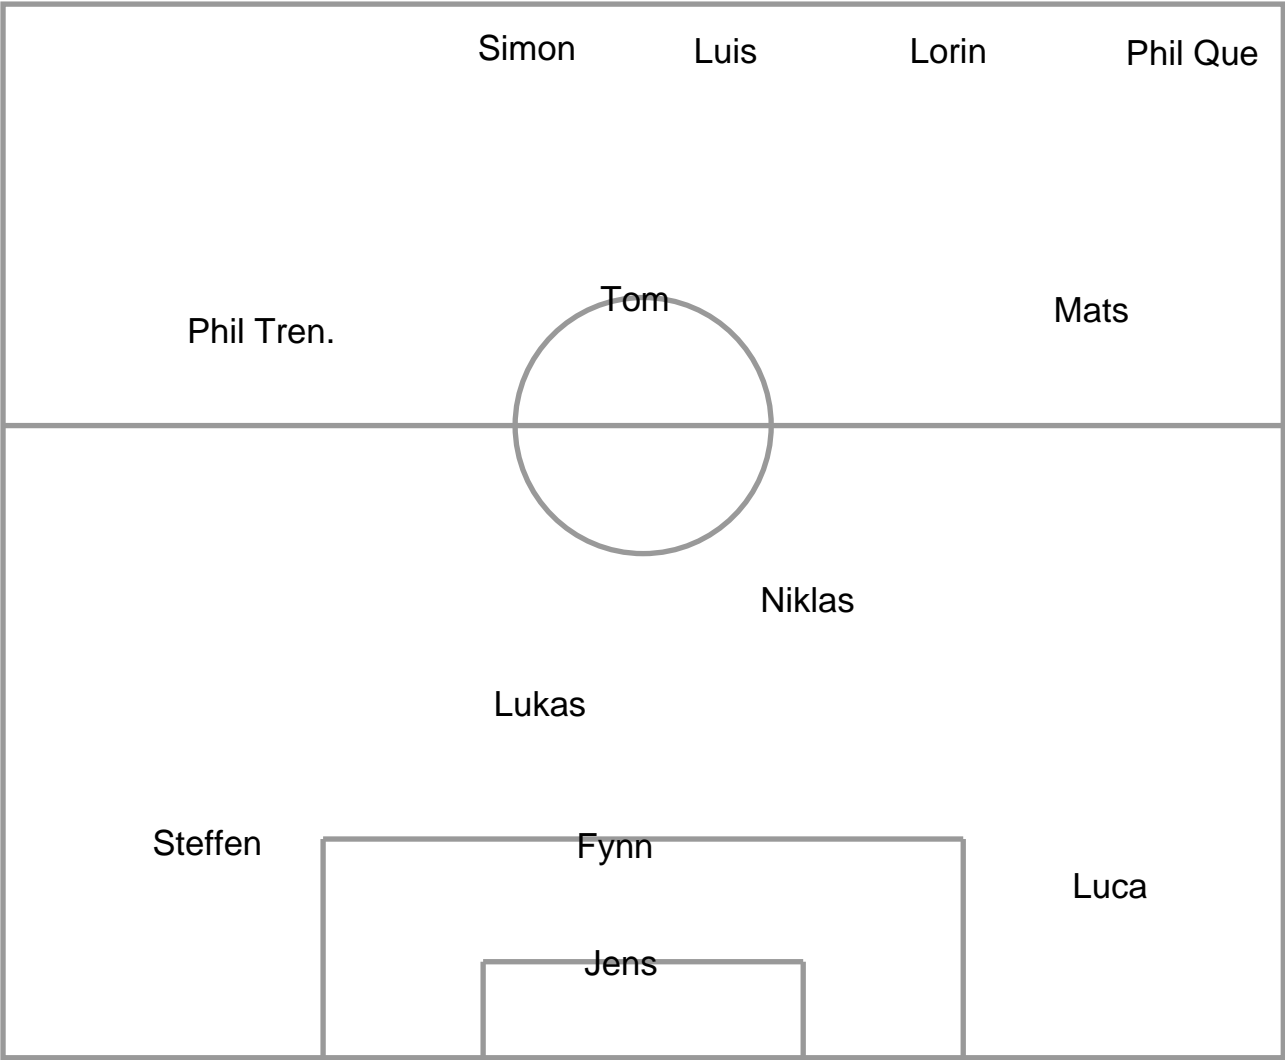 Simon
Luis
Lorin
Phil Que
Phil Tren.
Tom
Mats
Niklas
Lukas
Steffen
Fynn
Luca
Jens